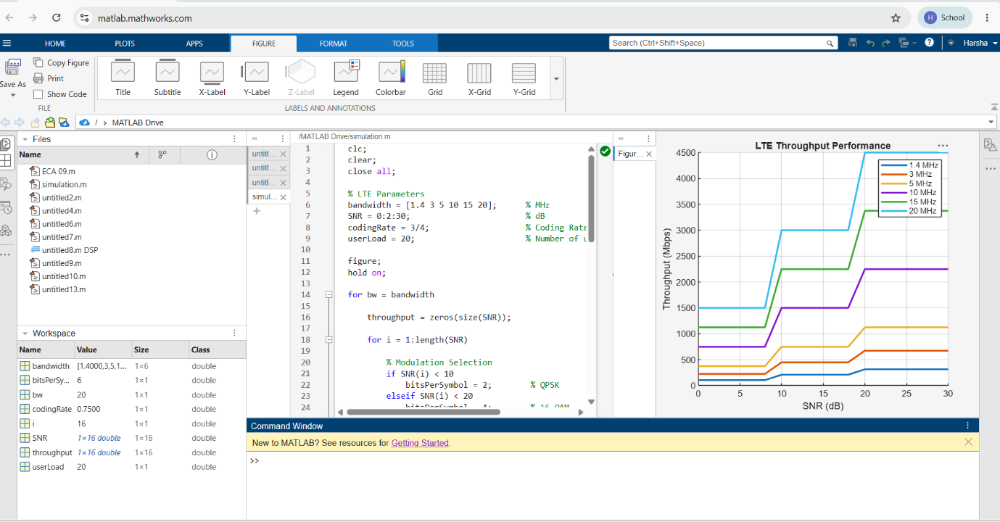 matlab.mathworks.com
H School
HOME PLOTS APPS FIGURE FORMAT TOOLS Search (Ctrl+Shift+Space) Harsha
Save As
Copy Figure
Print
Show Code
FILE
Title Subtitle X-Label Y-Label Z-Label Legend Colorbar Grid X-Grid Y-Grid
LABELS AND ANNOTATIONS
/ › MATLAB Drive
Files
Name
ECA 09.m
simulation.m
untitled2.m
untitled4.m
untitled6.m
untitled7.m
untitled8.m DSP
untitled9.m
untitled10.m
untitled13.m
Workspace
Name Value Size Class
bandwidth [1.4000,3,5,1... 1×6 double
bitsPerSy... 6 1×1 double
bw 20 1×1 double
codingRate 0.7500 1×1 double
i 16 1×1 double
SNR 1×16 double 1×16 double
throughput 1×16 double 1×16 double
userLoad 20 1×1 double
untitl...
untitl...
untitl...
simul...
/MATLAB Drive/simulation.m
1 clc;
2 clear;
3 close all;
4
5 % LTE Parameters
6 bandwidth = [1.4 3 5 10 15 20]; % MHz
7 SNR = 0:2:30; % dB
8 codingRate = 3/4; % Coding Rate
9 userLoad = 20; % Number of
10
11 figure;
12 hold on;
13
14 for bw = bandwidth
15
16 throughput = zeros(size(SNR));
17
18 for i = 1:length(SNR)
19
20 % Modulation Selection
21 if SNR(i) < 10
22 bitsPerSymbol = 2; % QPSK
23 elseif SNR(i) < 20
24 bitsPerSymbol = 4; % 16 QAM
Figur...
LTE Throughput Performance
1.4 MHz
3 MHz
5 MHz
10 MHz
15 MHz
20 MHz
Throughput (Mbps)
4500
4000
3500
3000
2500
2000
1500
1000
500
0
0 5 10 15 20 25 30
SNR (dB)
Command Window
New to MATLAB? See resources for Getting Started.
>>